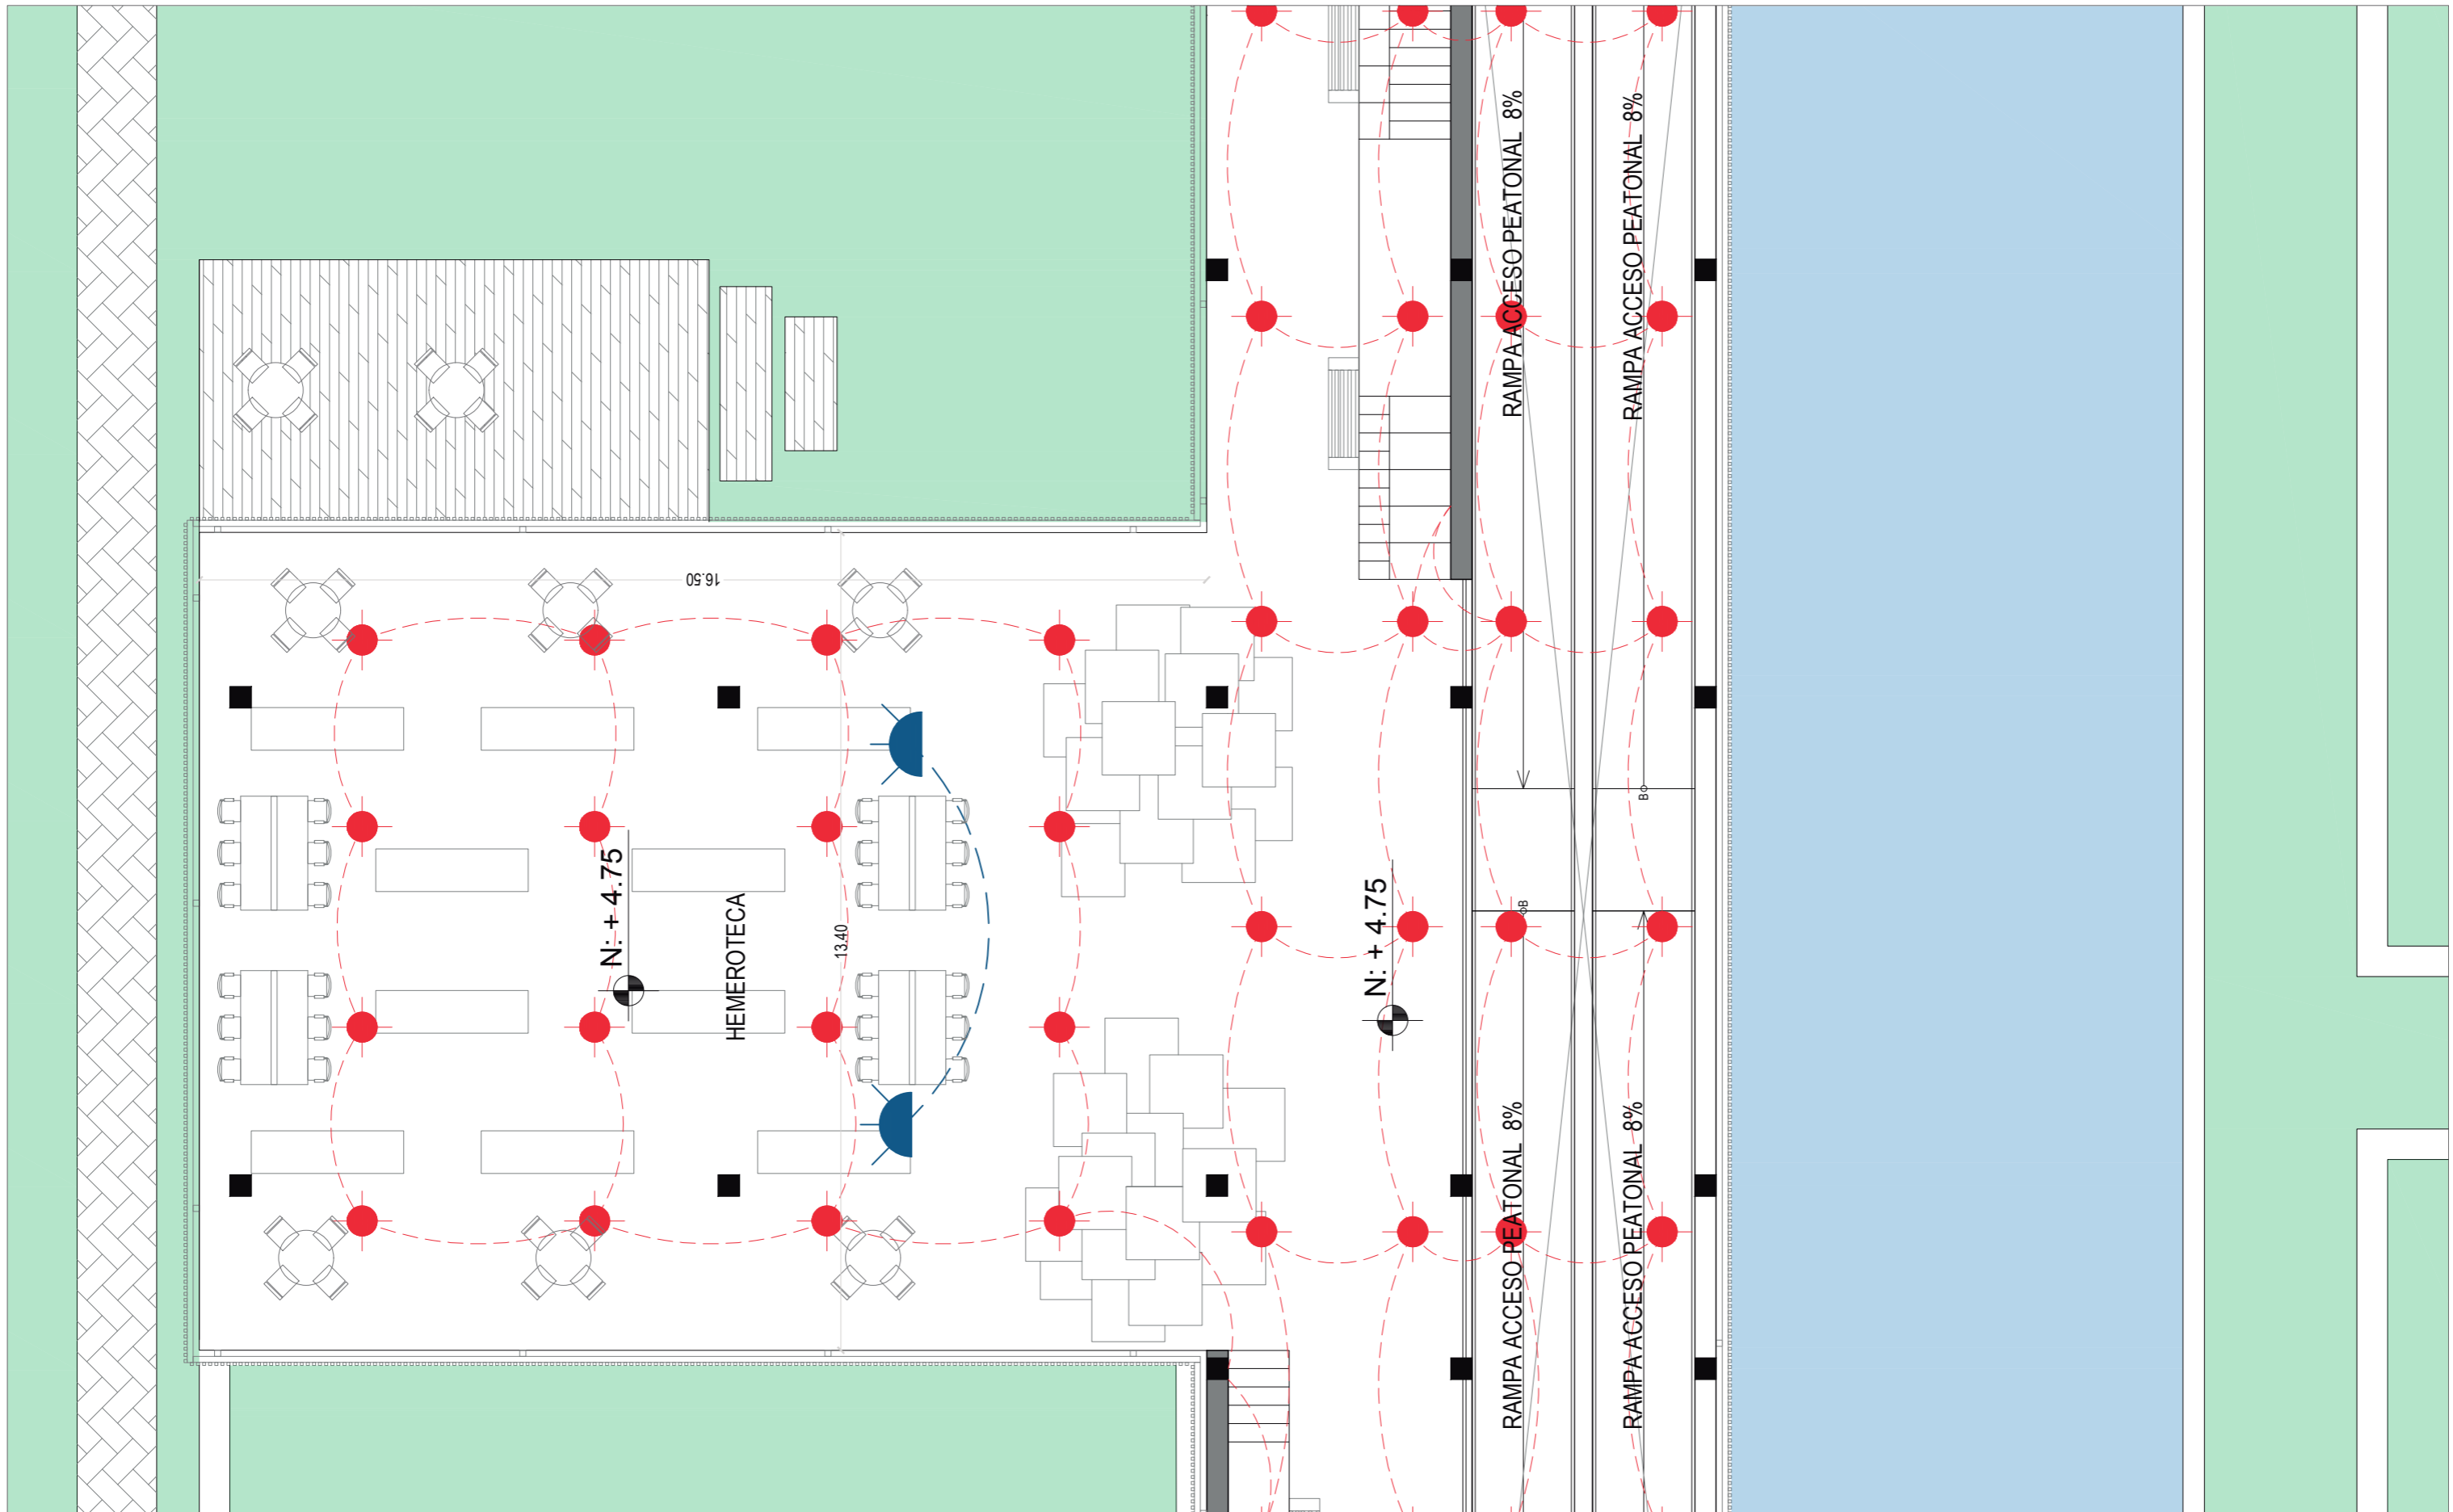 RAMPA ACCESO PEATONAL 8%
RAMPA ACCESO PEATONAL 8%
16.50
N: + 4.75
HEMEROTECA
13.40
N: + 4.75
B
B
RAMPA ACCESO PEATONAL 8%
RAMPA ACCESO PEATONAL 8%